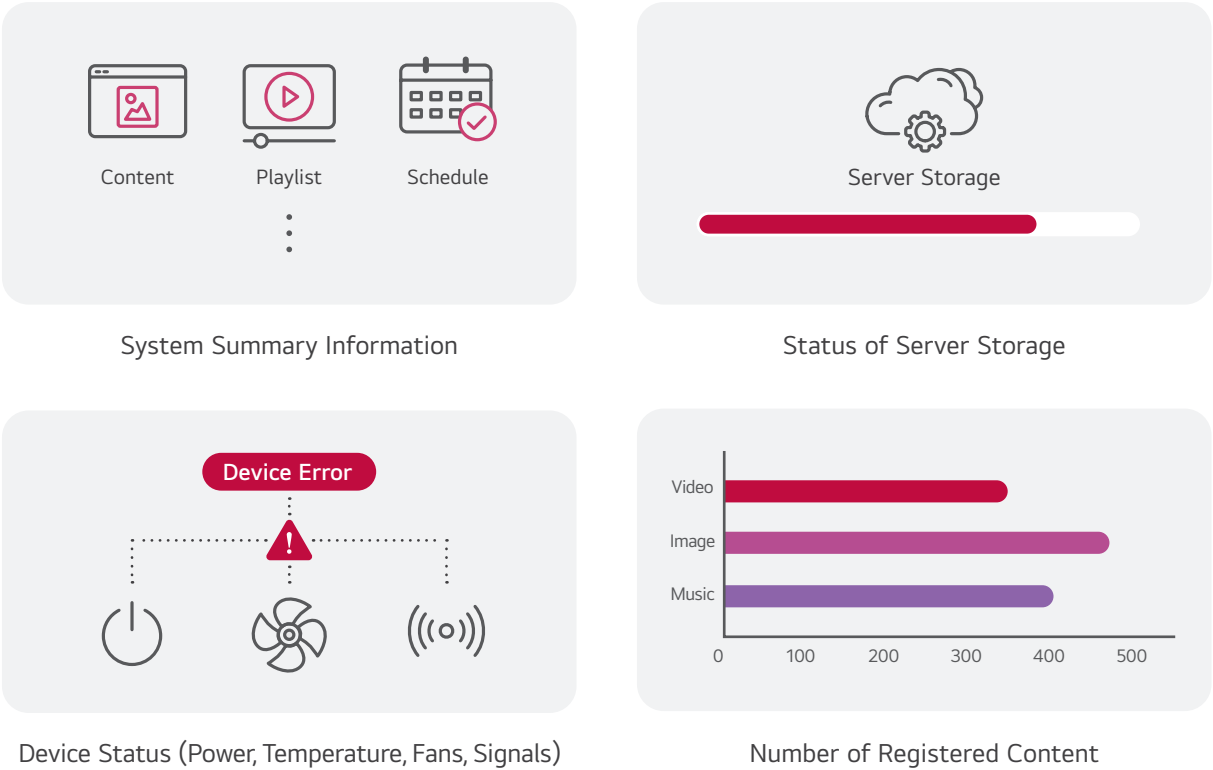 Content
Playlist
Schedule
System Summary Information
Server Storage
Status of Server Storage
Device Error
Device Status (Power, Temperature, Fans, Signals)
Video
Image
Music
0 100 200 300 400 500
Number of Registered Content